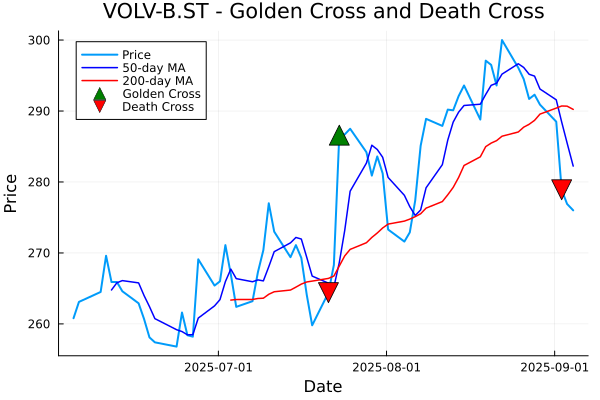 VOLV-B.ST - Golden Cross and Death Cross
300
290
280
270
260
Price
50-day MA
200-day MA
Golden Cross
Death Cross
Price
2025-07-01
2025-08-01
2025-09-01
Date